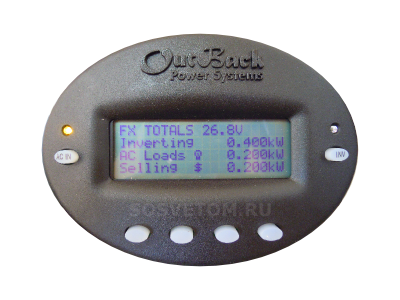 OutBack
Power Systems
FX TOTALS 26.8V
Inverting 0.400kW
AC Loads 0.200kW
Selling $ 0.200kW
AC IN
INV
SOSVETOM.RU